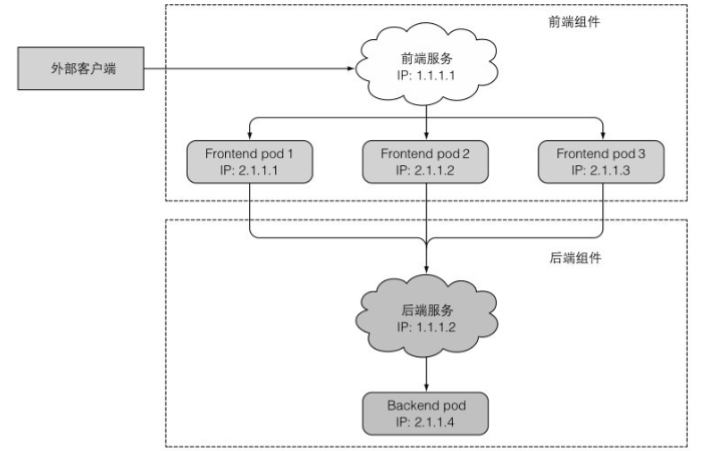 前端组件
外部客户端
前端服务
IP: 1.1.1.1
Frontend pod 1
IP: 2.1.1.1
Frontend pod 2
IP: 2.1.1.2
Frontend pod 3
IP: 2.1.1.3
后端组件
后端服务
IP: 1.1.1.2
Backend pod
IP: 2.1.1.4